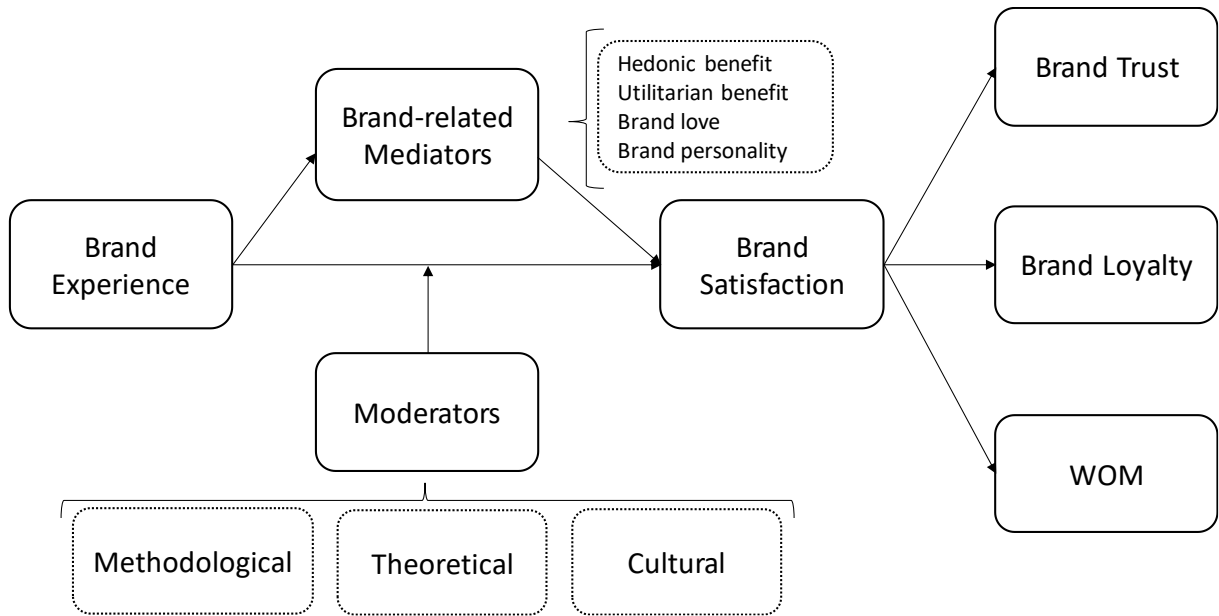 Hedonic benefit
Utilitarian benefit
Brand love
Brand personality
Brand Trust
Brand-related
Mediators
Brand
Experience
Brand
Satisfaction
Brand Loyalty
Moderators
WOM
Methodological
Theoretical
Cultural